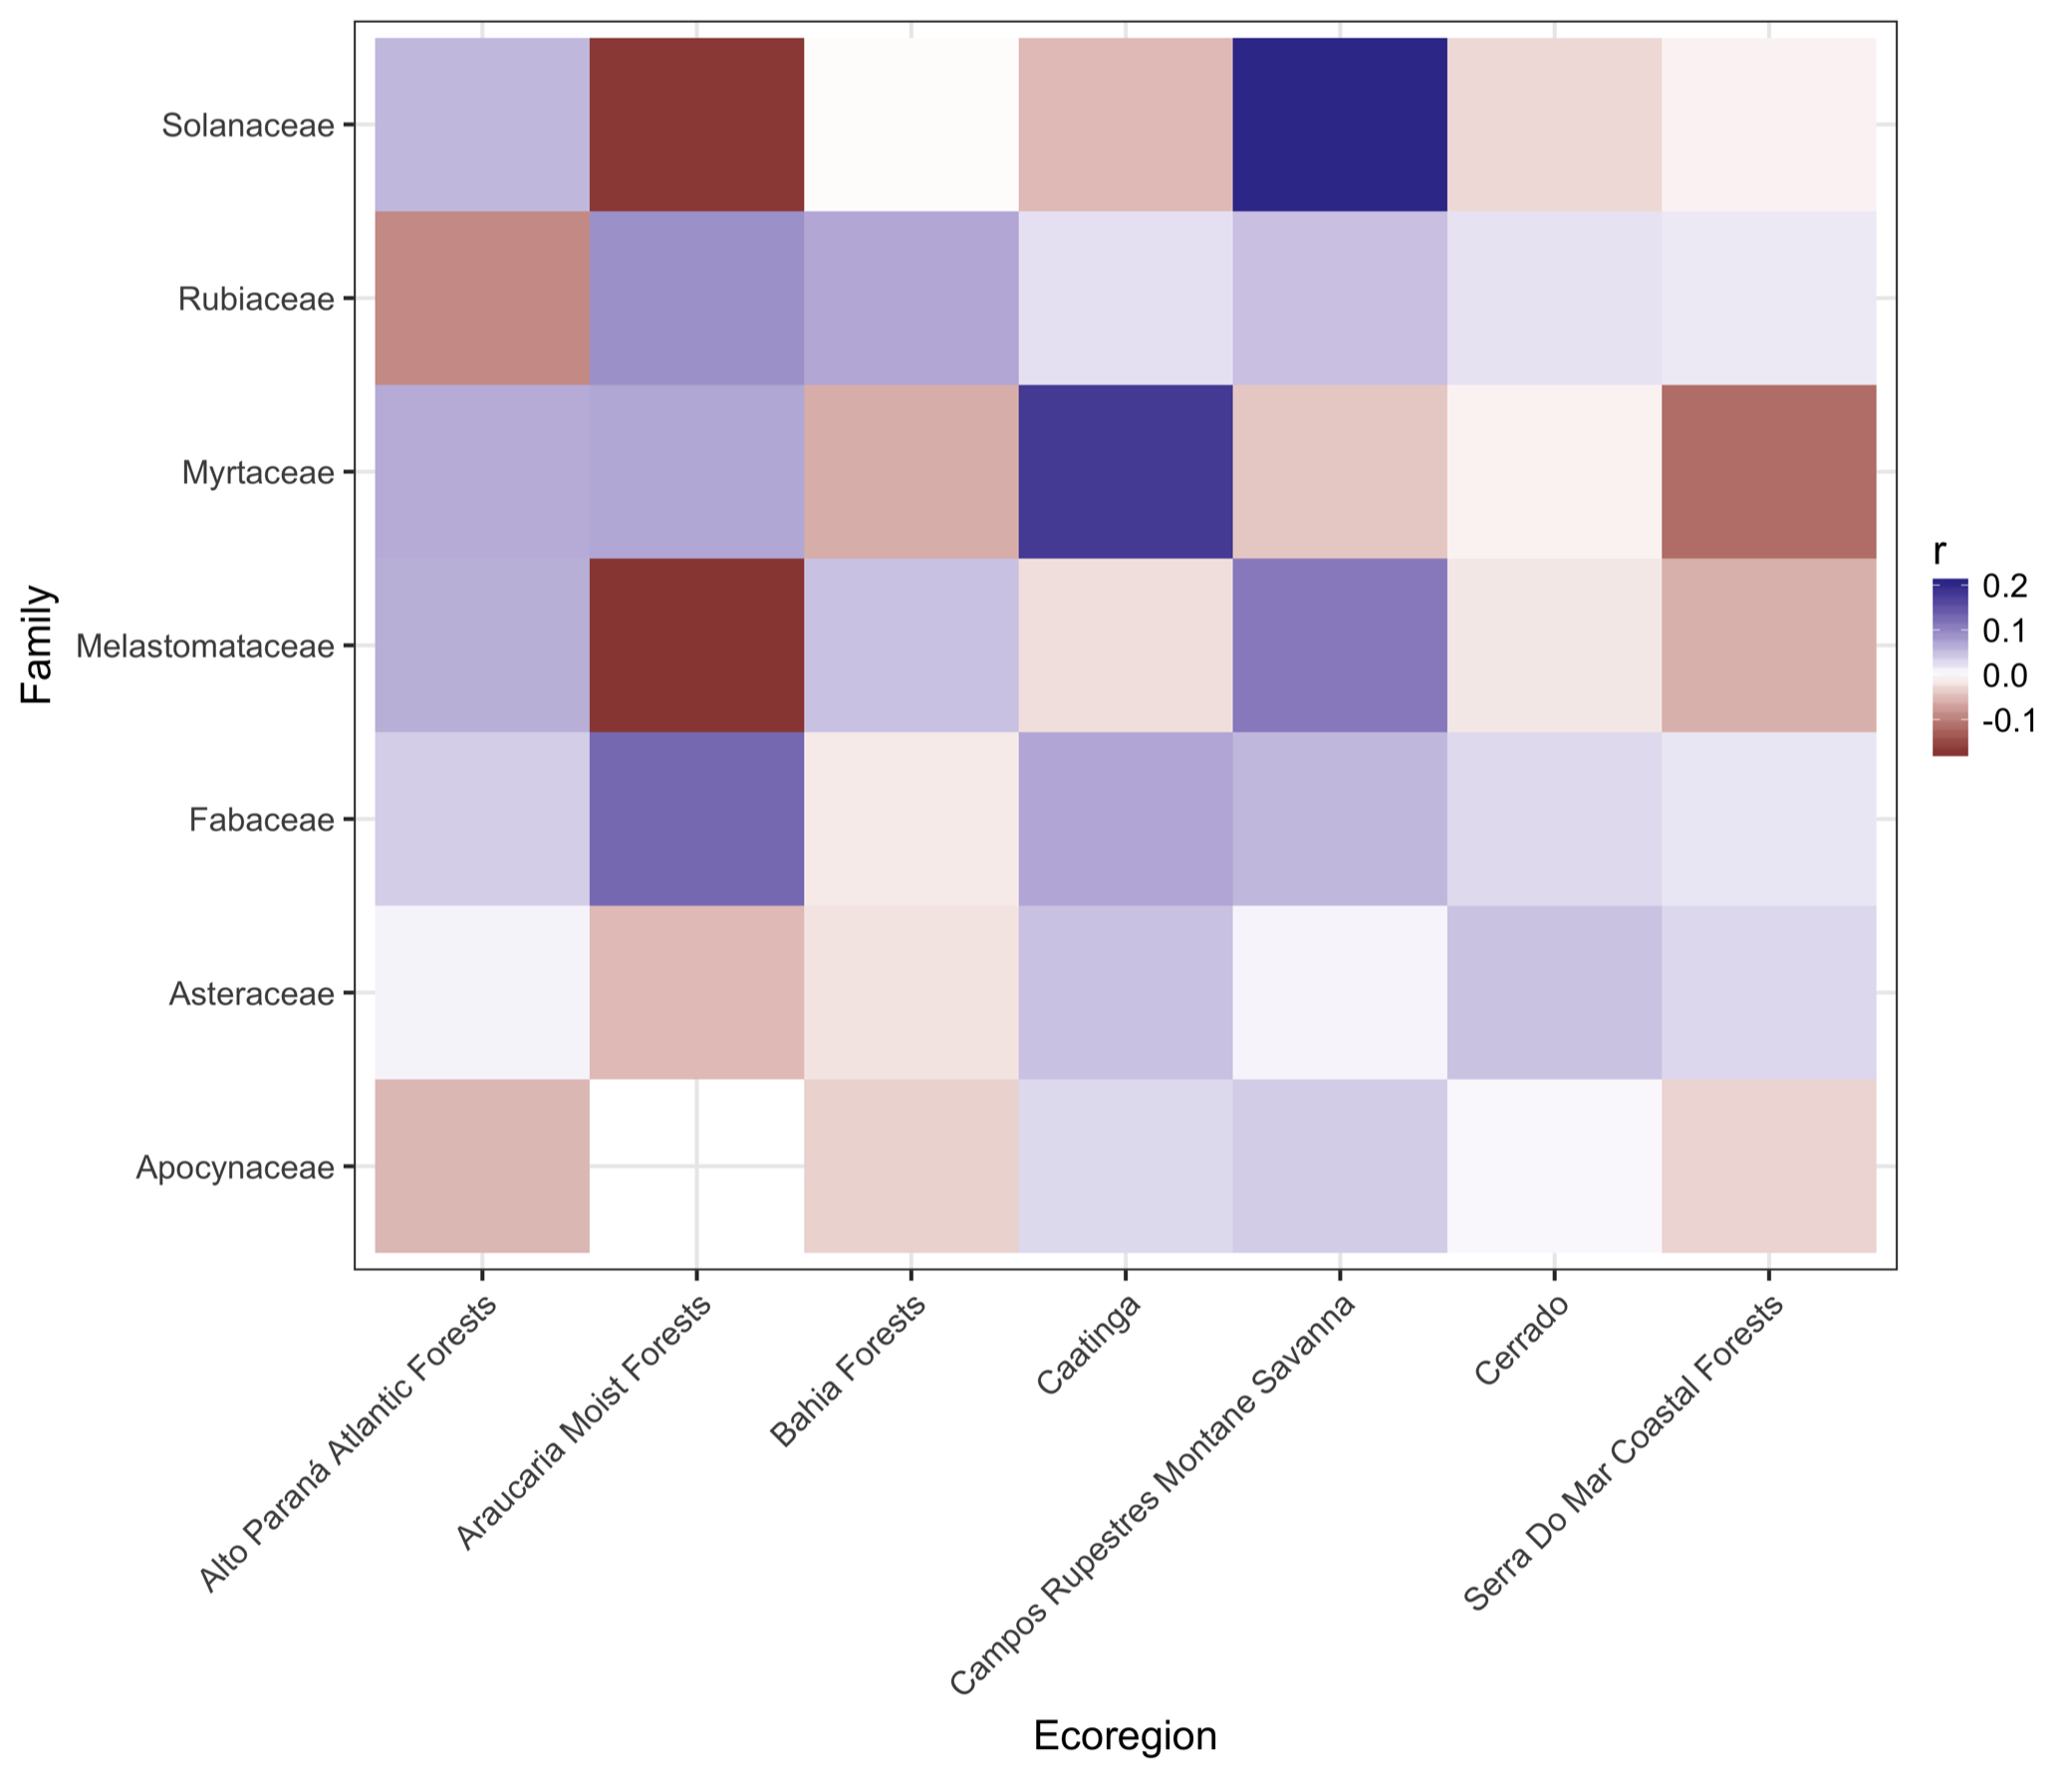 Family
Solanaceae
Rubiaceae
Myrtaceae
Melastomataceae
Fabaceae
Asteraceae
Apocynaceae
Alto Paraná Atlantic Forests
Araucaria Moist Forests
Bahia Forests
Caatinga
Campos Rupestres Montane Savanna
Cerrado
Serra Do Mar Coastal Forests
Ecoregion
r
0.2
0.1
0.0
-0.1